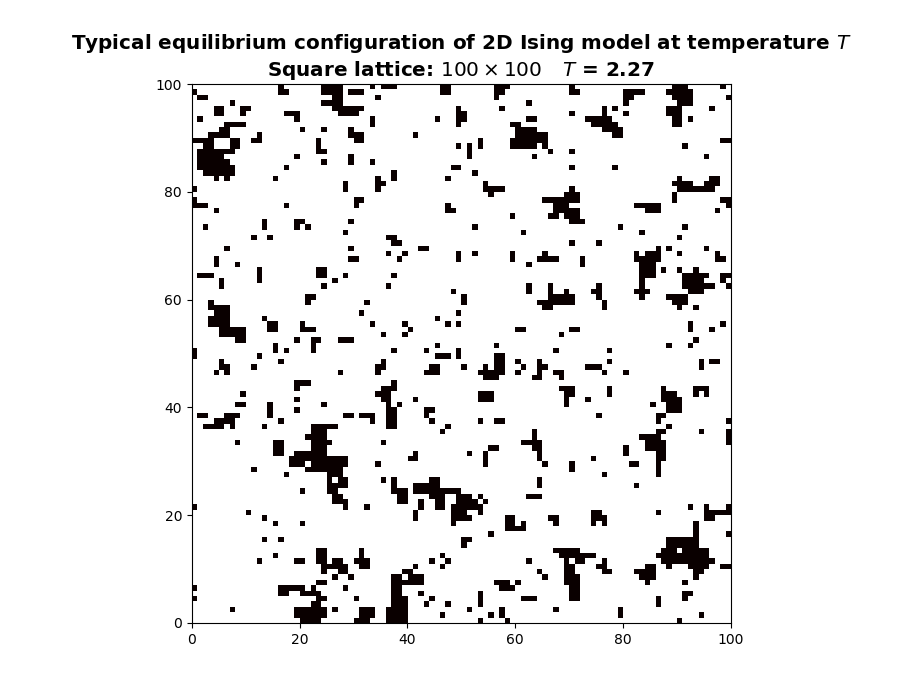 Typical equilibrium configuration of 2D Ising model at temperature T
Square lattice: 100 × 100 T = 2.27
100
80
60
40
20
0
0 20 40 60 80 100